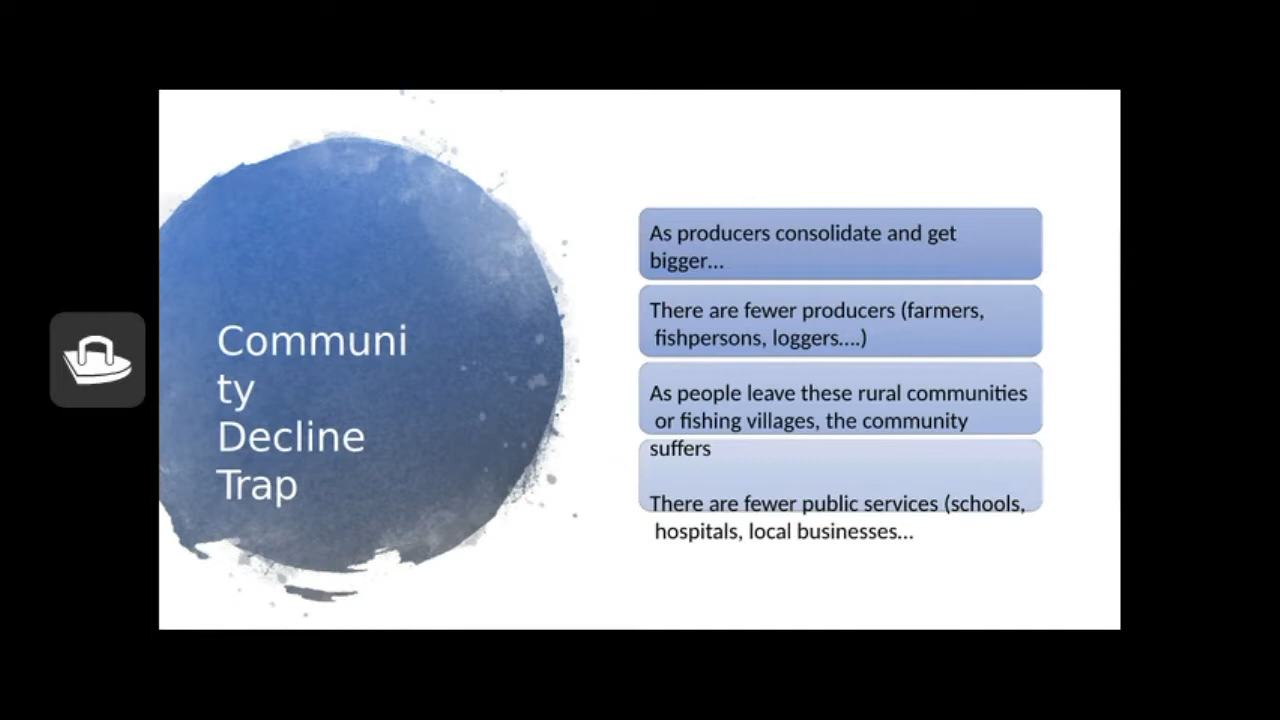 Communi
ty
Decline
Trap
As producers consolidate and get
bigger...
There are fewer producers (farmers,
fishpersons, loggers....)
As people leave these rural communities
or fishing villages, the community
suffers
There are fewer public services (schools,
hospitals, local businesses...